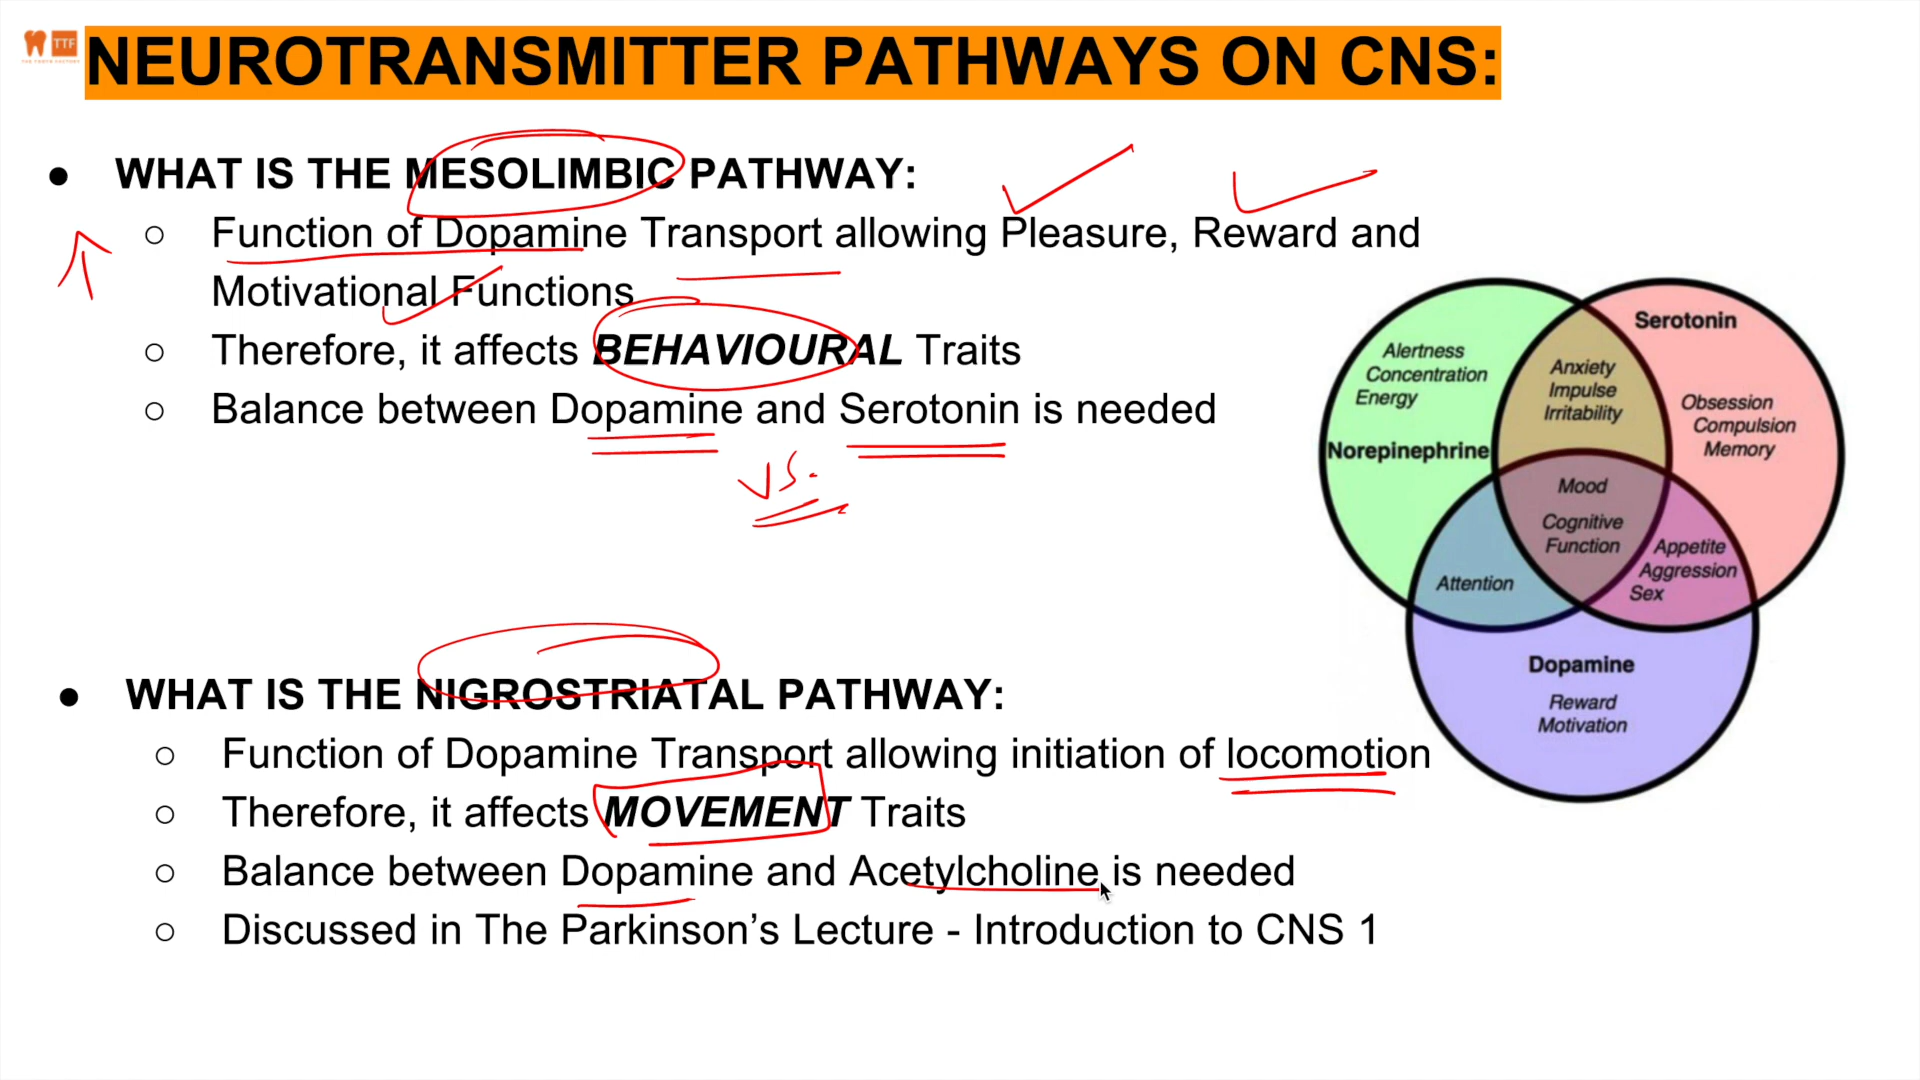 TTF
THE TOOTH FACTORY
NEUROTRANSMITTER PATHWAYS ON CNS:
● WHAT IS THE MESOLIMBIC PATHWAY:
○ Function of Dopamine Transport allowing Pleasure, Reward and
Motivational Functions
○ Therefore, it affects BEHAVIOURAL Traits
○ Balance between Dopamine and Serotonin is needed
vs.
● WHAT IS THE NIGROSTRIATAL PATHWAY:
○ Function of Dopamine Transport allowing initiation of locomotion
○ Therefore, it affects MOVEMENT Traits
○ Balance between Dopamine and Acetylcholine is needed
○ Discussed in The Parkinson's Lecture - Introduction to CNS 1
Alertness
Concentration
Energy
Norepinephrine
Anxiety
Impulse
Irritability
Serotonin
Obsession
Compulsion
Memory
Mood
Cognitive
Function
Attention
Appetite
Aggression
Sex
Dopamine
Reward
Motivation